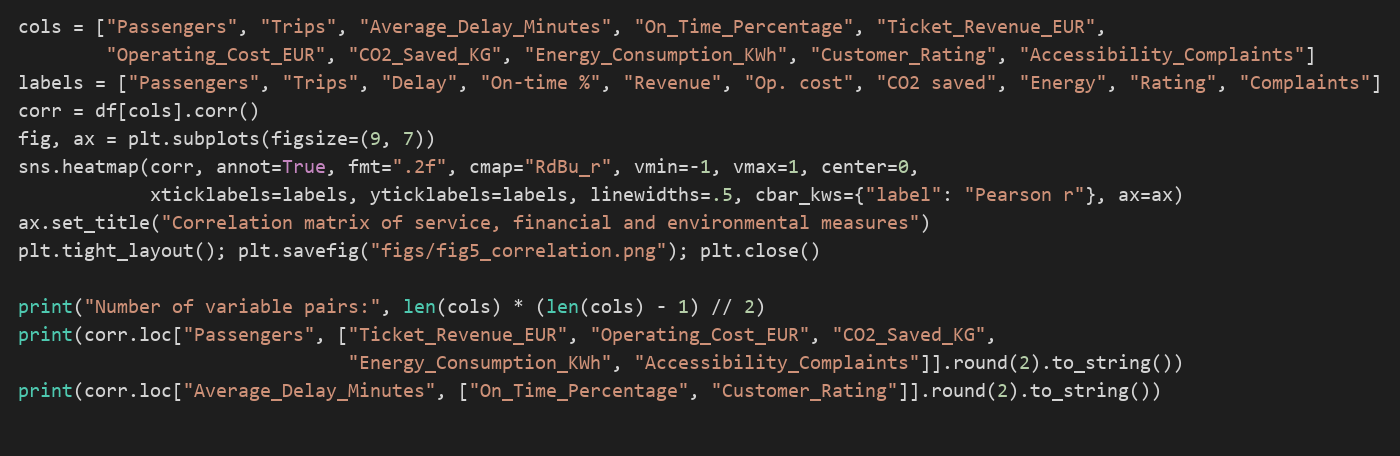 cols = ["Passengers", "Trips", "Average_Delay_Minutes", "On_Time_Percentage", "Ticket_Revenue_EUR",
        "Operating_Cost_EUR", "CO2_Saved_KG", "Energy_Consumption_KWh", "Customer_Rating", "Accessibility_Complaints"]
labels = ["Passengers", "Trips", "Delay", "On-time %", "Revenue", "Op. cost", "CO2 saved", "Energy", "Rating", "Complaints"]
corr = df[cols].corr()
fig, ax = plt.subplots(figsize=(9, 7))
sns.heatmap(corr, annot=True, fmt=".2f", cmap="RdBu_r", vmin=-1, vmax=1, center=0,
            xticklabels=labels, yticklabels=labels, linewidths=.5, cbar_kws={"label": "Pearson r"}, ax=ax)
ax.set_title("Correlation matrix of service, financial and environmental measures")
plt.tight_layout(); plt.savefig("figs/fig5_correlation.png"); plt.close()

print("Number of variable pairs:", len(cols) * (len(cols) - 1) // 2)
print(corr.loc["Passengers", ["Ticket_Revenue_EUR", "Operating_Cost_EUR", "CO2_Saved_KG",
                              "Energy_Consumption_KWh", "Accessibility_Complaints"]].round(2).to_string())
print(corr.loc["Average_Delay_Minutes", ["On_Time_Percentage", "Customer_Rating"]].round(2).to_string())